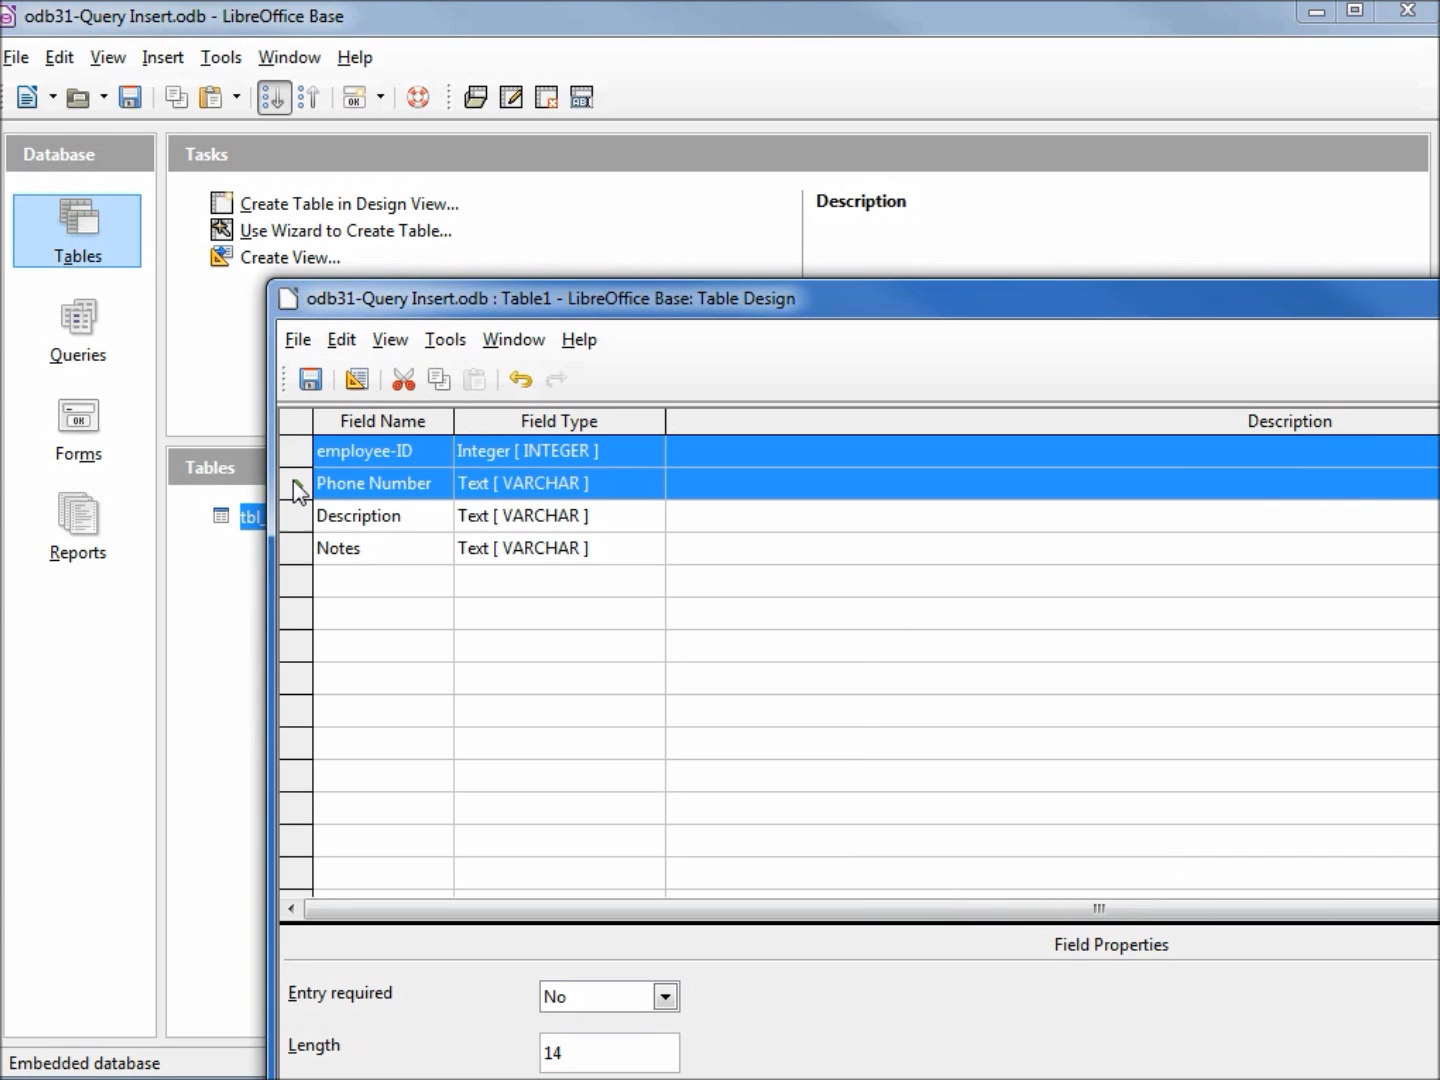 odb31-Query Insert.odb - LibreOffice Base
File Edit View Insert Tools Window Help
Database
Tables
Queries
Forms
Reports
Tasks
Create Table in Design View...
Use Wizard to Create Table...
Create View...
Description
Tables
tbl_
odb31-Query Insert.odb : Table1 - LibreOffice Base: Table Design
File Edit View Tools Window Help
Field Name Field Type Description
employee-ID Integer [ INTEGER ]
Phone Number Text [ VARCHAR ]
Description Text [ VARCHAR ]
Notes Text [ VARCHAR ]
Field Properties
Entry required No
Length 14
Embedded database